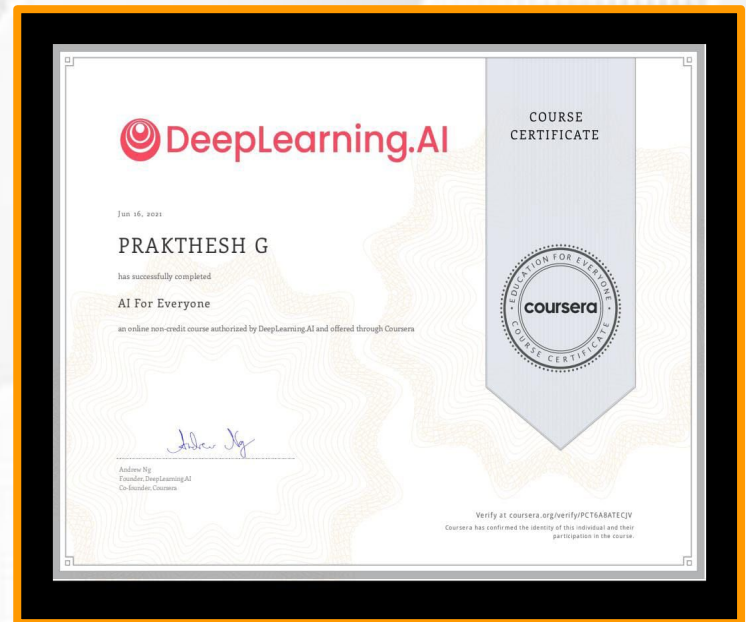 DeepLearning.AI
COURSE
CERTIFICATE
Jun 16, 2021
PRAKTHESH G
has successfully completed
AI For Everyone
an online non-credit course authorized by DeepLearning.AI and offered through Coursera
EDUCATION FOR EVERYONE
coursera
COURSE CERTIFICATE
Andrew Ng
Andrew Ng
Founder, DeepLearning.AI
Co-founder, Coursera
Verify at coursera.org/verify/PCT6ABATECJV
Coursera has confirmed the identity of this individual and their
participation in the course.